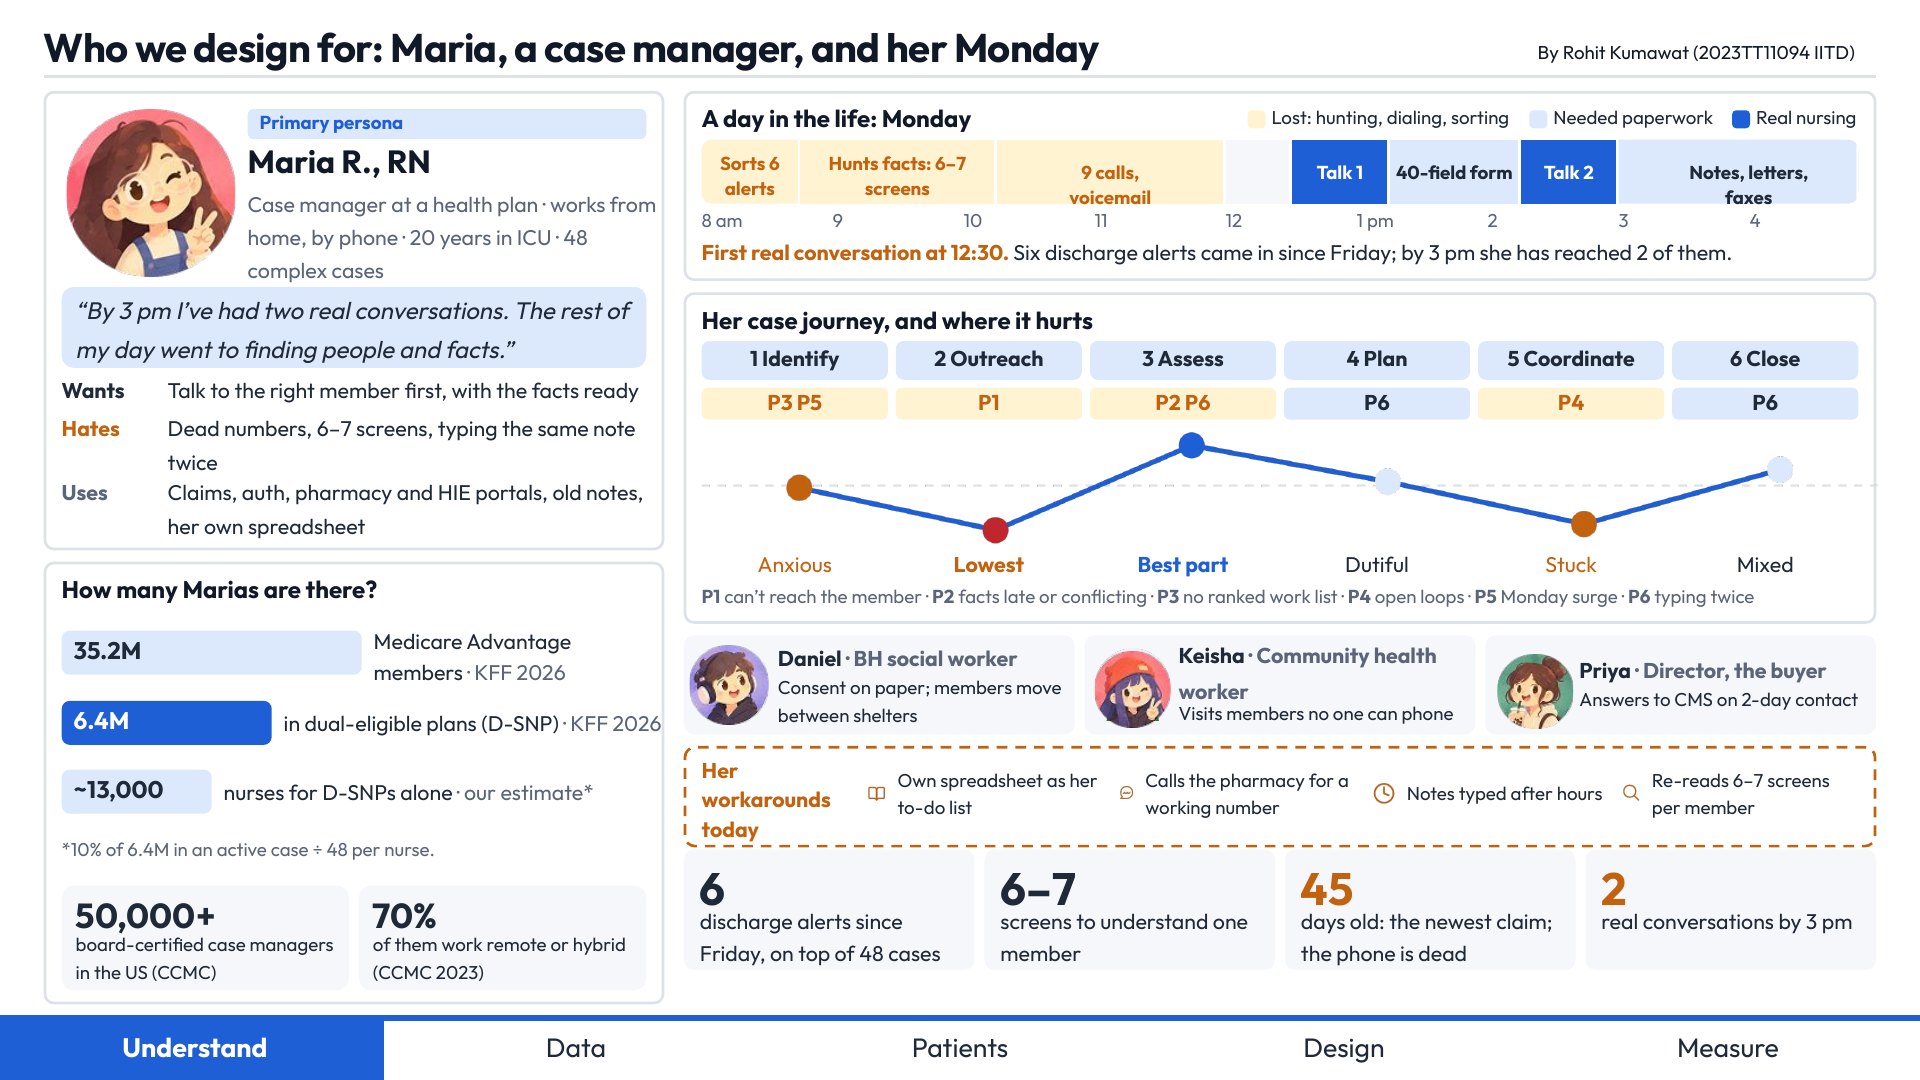 Who we design for: Maria, a case manager, and her Monday
By Rohit Kumawat (2023TT11094 IITD)
Primary persona
Maria R., RN
Case manager at a health plan · works from
home, by phone · 20 years in ICU · 48
complex cases
“By 3 pm I’ve had two real conversations. The rest of
my day went to finding people and facts.”
Wants Talk to the right member first, with the facts ready
Hates Dead numbers, 6–7 screens, typing the same note
twice
Uses Claims, auth, pharmacy and HIE portals, old notes,
her own spreadsheet
How many Marias are there?
35.2M Medicare Advantage
members · KFF 2026
6.4M in dual-eligible plans (D-SNP) · KFF 2026
~13,000 nurses for D-SNPs alone · our estimate*
*10% of 6.4M in an active case ÷ 48 per nurse.
50,000+
board-certified case managers
in the US (CCMC)
70%
of them work remote or hybrid
(CCMC 2023)
A day in the life: Monday
Lost: hunting, dialing, sorting Needed paperwork Real nursing
Sorts 6
alerts
Hunts facts: 6–7
screens
9 calls,
voicemail
Talk 1
40-field form
Talk 2
Notes, letters,
faxes
8 am 9 10 11 12 1 pm 2 3 4
First real conversation at 12:30. Six discharge alerts came in since Friday; by 3 pm she has reached 2 of them.
Her case journey, and where it hurts
1 Identify 2 Outreach 3 Assess 4 Plan 5 Coordinate 6 Close
P3 P5 P1 P2 P6 P6 P4 P6
Anxious Lowest Best part Dutiful Stuck Mixed
P1 can’t reach the member · P2 facts late or conflicting · P3 no ranked work list · P4 open loops · P5 Monday surge · P6 typing twice
Daniel · BH social worker
Consent on paper; members move
between shelters
Keisha · Community health
worker
Visits members no one can phone
Priya · Director, the buyer
Answers to CMS on 2-day contact
Her
workarounds
today
Own spreadsheet as her
to-do list
Calls the pharmacy for a
working number
Notes typed after hours
Re-reads 6–7 screens
per member
6
discharge alerts since
Friday, on top of 48 cases
6–7
screens to understand one
member
45
days old: the newest claim;
the phone is dead
2
real conversations by 3 pm
Understand Data Patients Design Measure